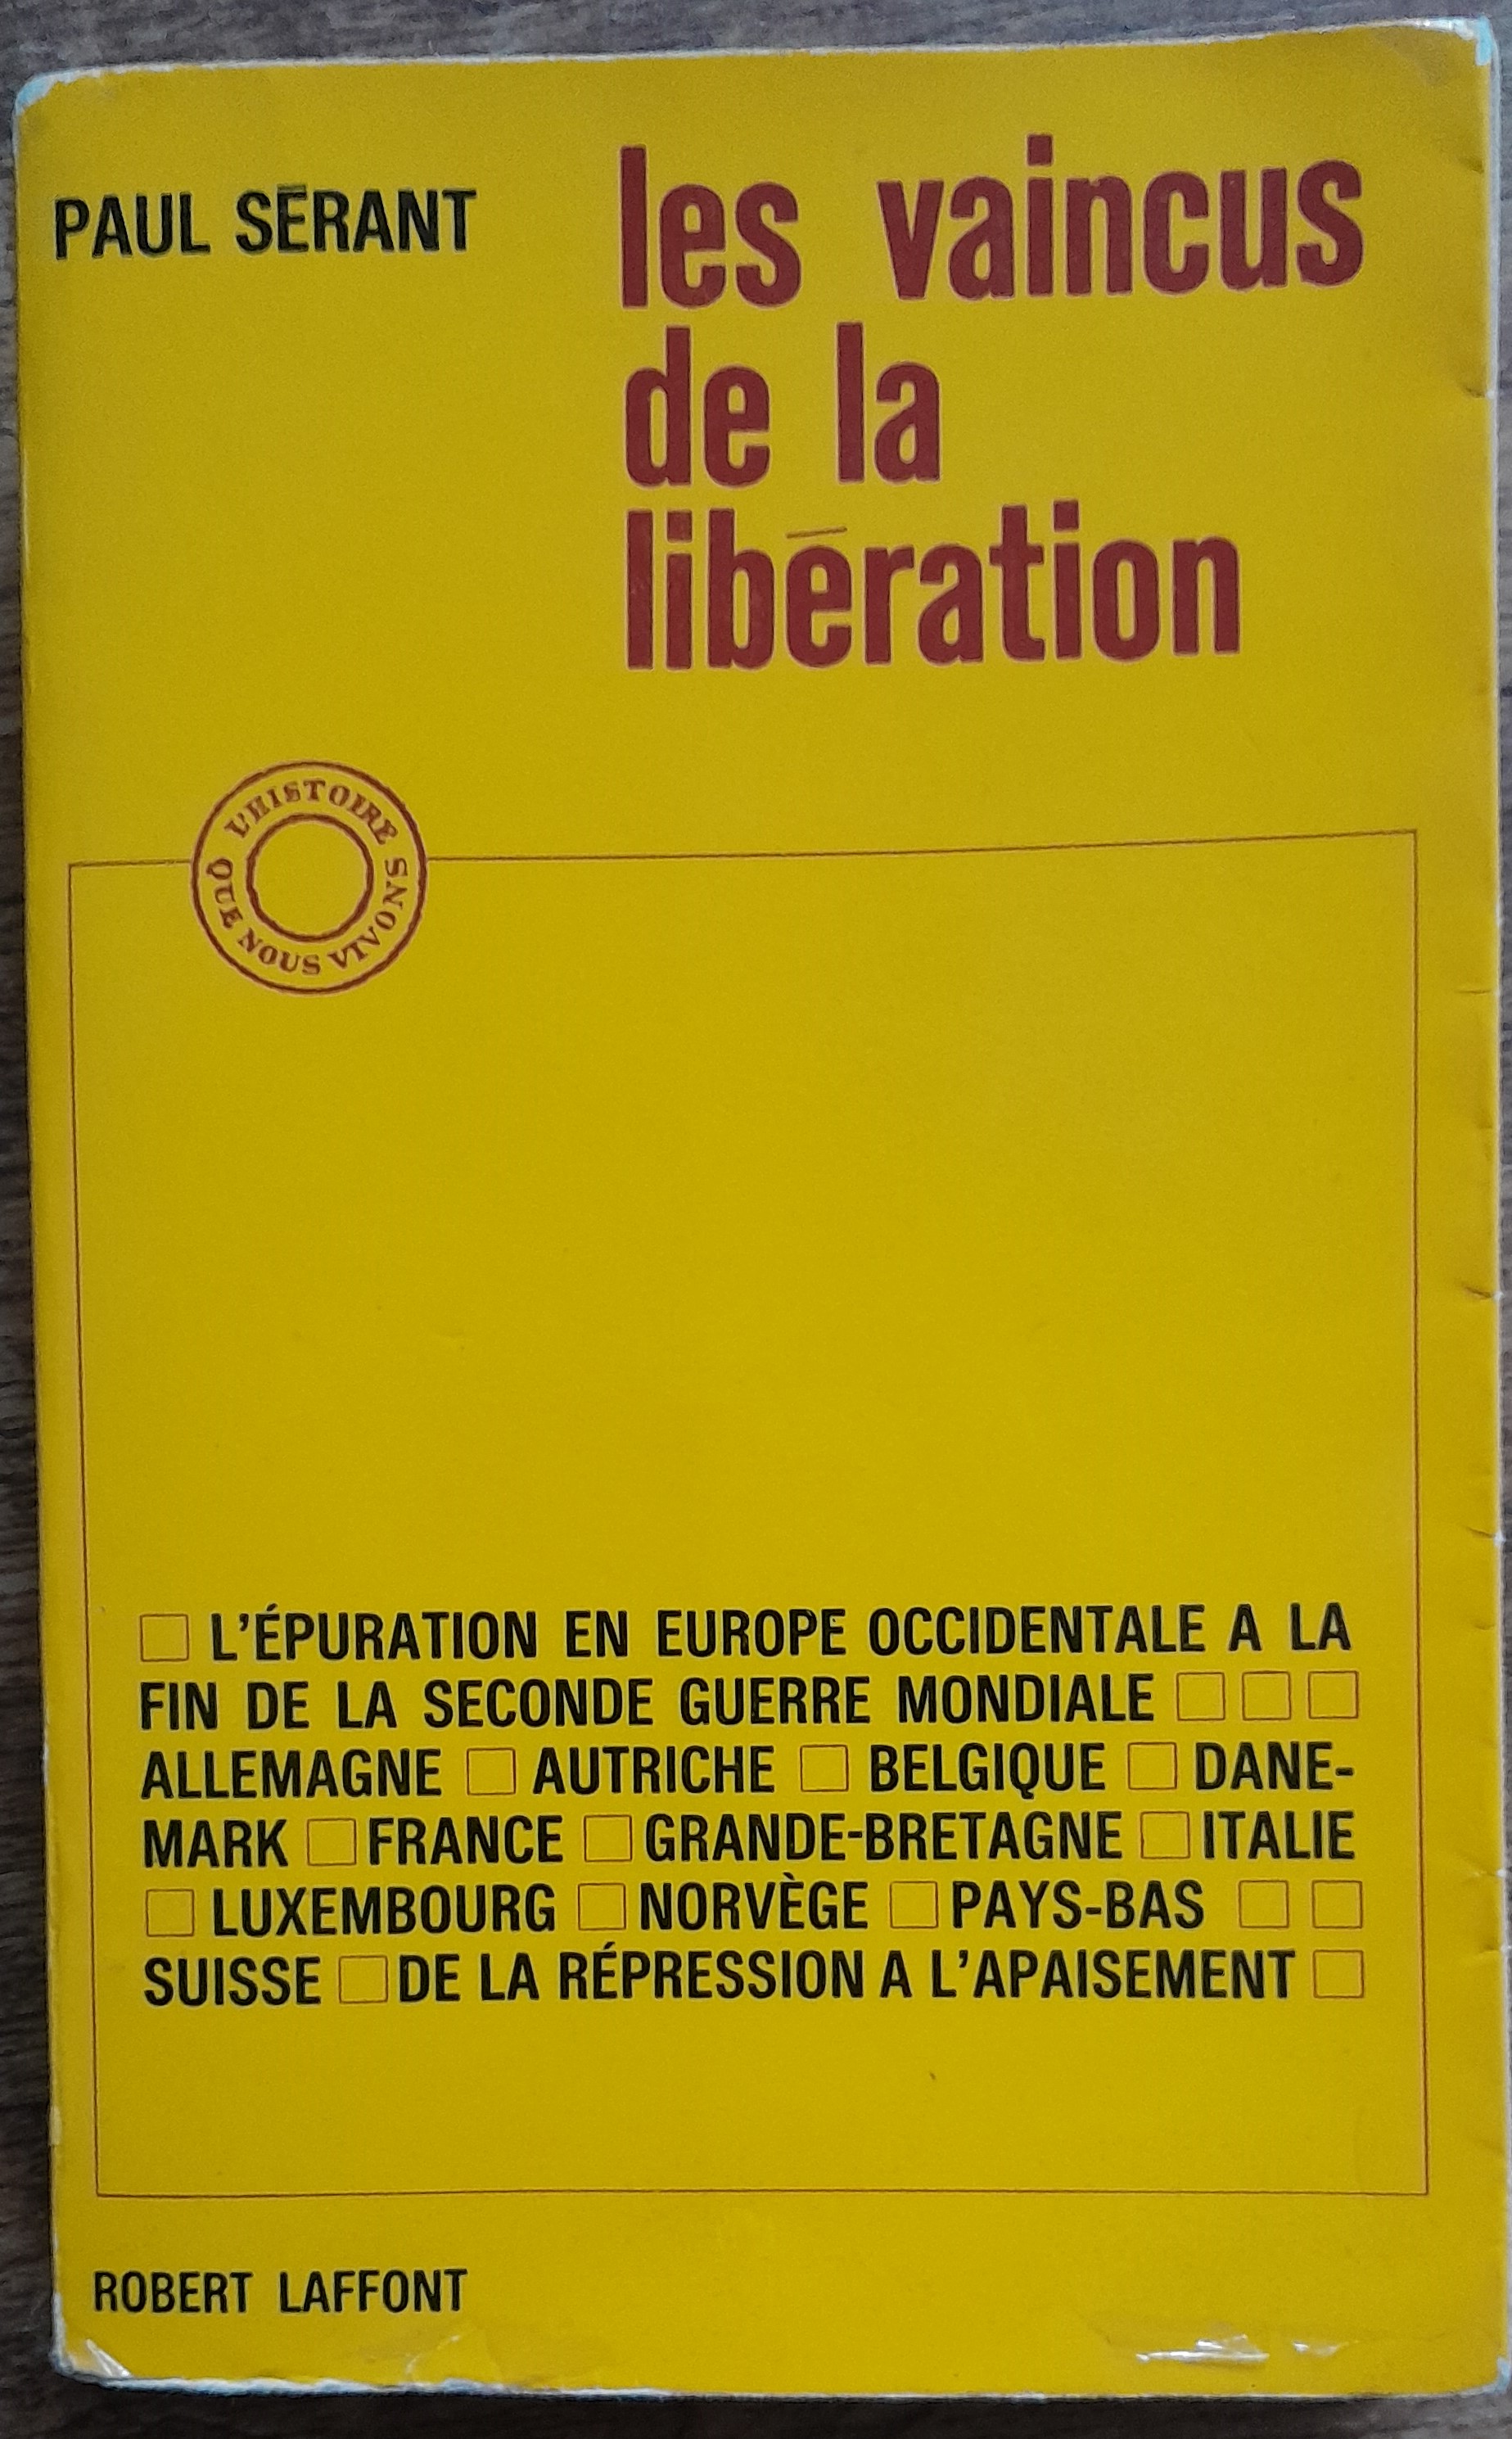 PAUL SÉRANT
les vaincus
de la
libération
L'HISTOIRE
QUE NOUS VIVONS
□ L'ÉPURATION EN EUROPE OCCIDENTALE A LA
FIN DE LA SECONDE GUERRE MONDIALE □ □ □
ALLEMAGNE □ AUTRICHE □ BELGIQUE □ DANE-
MARK □ FRANCE □ GRANDE-BRETAGNE □ ITALIE
□ LUXEMBOURG □ NORVÈGE □ PAYS-BAS □ □
SUISSE □ DE LA RÉPRESSION A L'APAISEMENT □
ROBERT LAFFONT